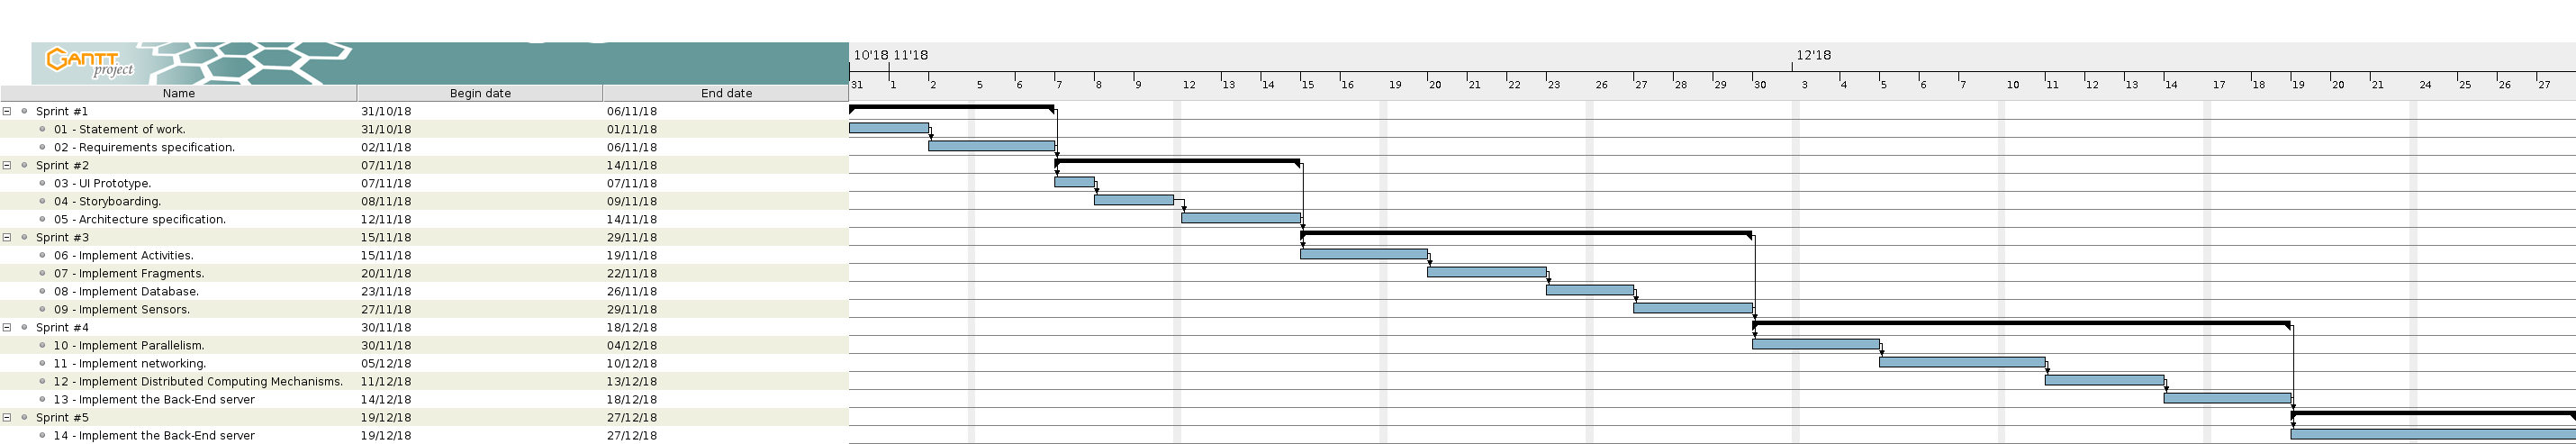 GANTT
project
10'18 11'18 12'18
31 1 2 5 6 7 8 9 12 13 14 15 16 19 20 21 22 23 26 27 28 29 30 3 4 5 6 7 10 11 12 13 14 17 18 19 20 21 24 25 26 27
Name Begin date End date
Sprint #1 31/10/18 06/11/18
01 - Statement of work. 31/10/18 01/11/18
02 - Requirements specification. 02/11/18 06/11/18
Sprint #2 07/11/18 14/11/18
03 - UI Prototype. 07/11/18 07/11/18
04 - Storyboarding. 08/11/18 09/11/18
05 - Architecture specification. 12/11/18 14/11/18
Sprint #3 15/11/18 29/11/18
06 - Implement Activities. 15/11/18 19/11/18
07 - Implement Fragments. 20/11/18 22/11/18
08 - Implement Database. 23/11/18 26/11/18
09 - Implement Sensors. 27/11/18 29/11/18
Sprint #4 30/11/18 18/12/18
10 - Implement Parallelism. 30/11/18 04/12/18
11 - Implement networking. 05/12/18 10/12/18
12 - Implement Distributed Computing Mechanisms. 11/12/18 13/12/18
13 - Implement the Back-End server 14/12/18 18/12/18
Sprint #5 19/12/18 27/12/18
14 - Implement the Back-End server 19/12/18 27/12/18